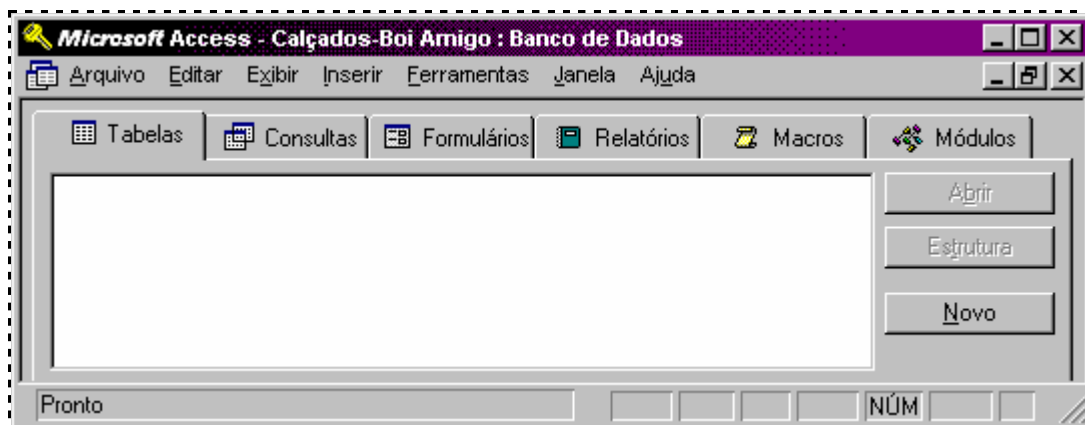 Microsoft Access - Calçados-Boi Amigo : Banco de Dados
Arquivo Editar Exibir Inserir Ferramentas Janela Ajuda
Tabelas Consultas Formulários Relatórios Macros Módulos
Abrir
Estrutura
Novo
Pronto NÚM